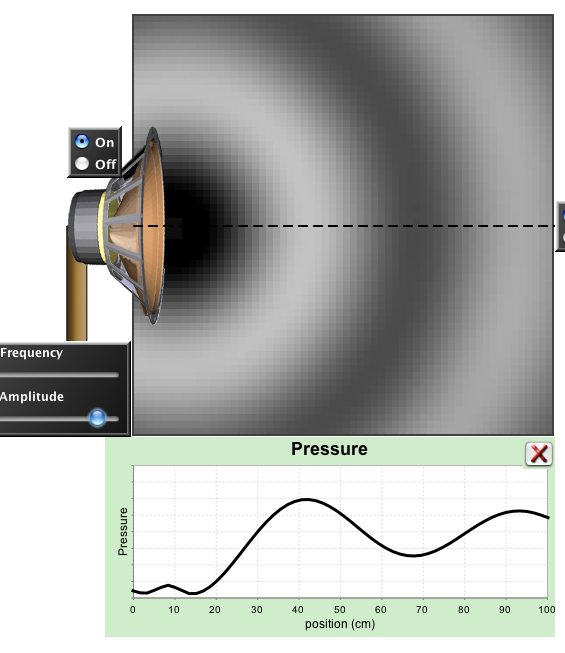 On
Off
Frequency
Amplitude
Pressure
Pressure
0 10 20 30 40 50 60 70 80 90 100
position (cm)